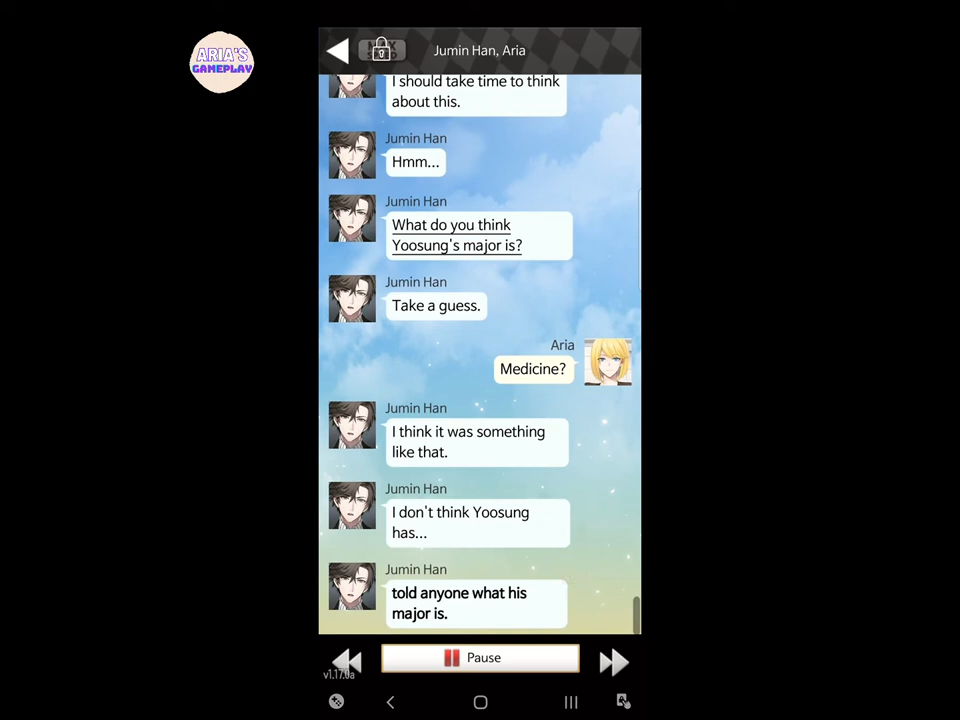 ARIA'S
GAMEPLAY
Jumin Han, Aria
I should take time to think
about this.
Jumin Han
Hmm...
Jumin Han
What do you think
Yoosung's major is?
Jumin Han
Take a guess.
Aria
Medicine?
Jumin Han
I think it was something
like that.
Jumin Han
I don't think Yoosung
has...
Jumin Han
told anyone what his
major is.
Pause
v1.17.0a